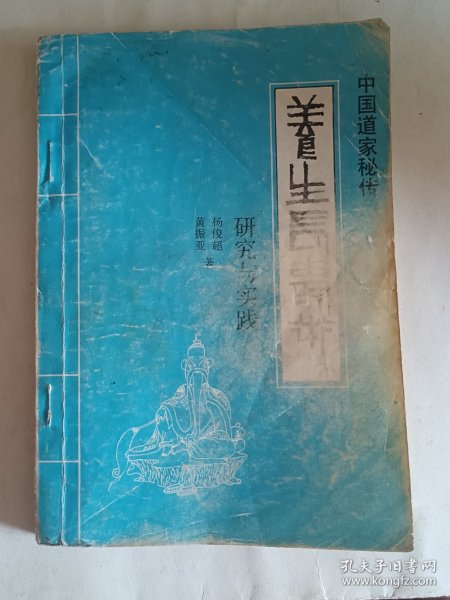 中国道家秘传
养生长寿术
研究与实践
杨俊超
黄振亚 著
孔夫子旧书网
www.kongfz.com